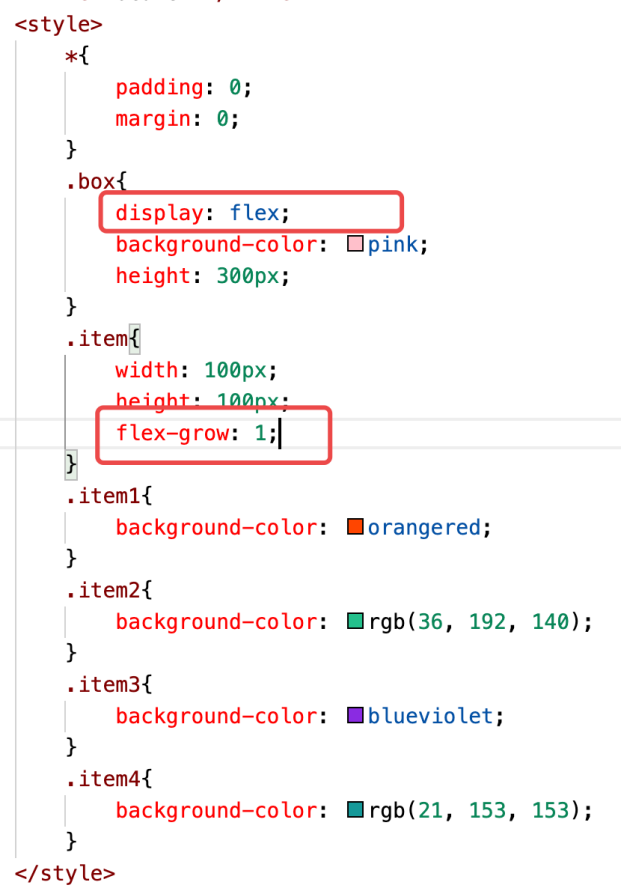 <style>
*{
padding: 0;
margin: 0;
}
.box{
display: flex;
background-color: pink;
height: 300px;
}
.item{
width: 100px;
height: 100px;
flex-grow: 1;
}
.item1{
background-color: orangered;
}
.item2{
background-color: rgb(36, 192, 140);
}
.item3{
background-color: blueviolet;
}
.item4{
background-color: rgb(21, 153, 153);
}
</style>